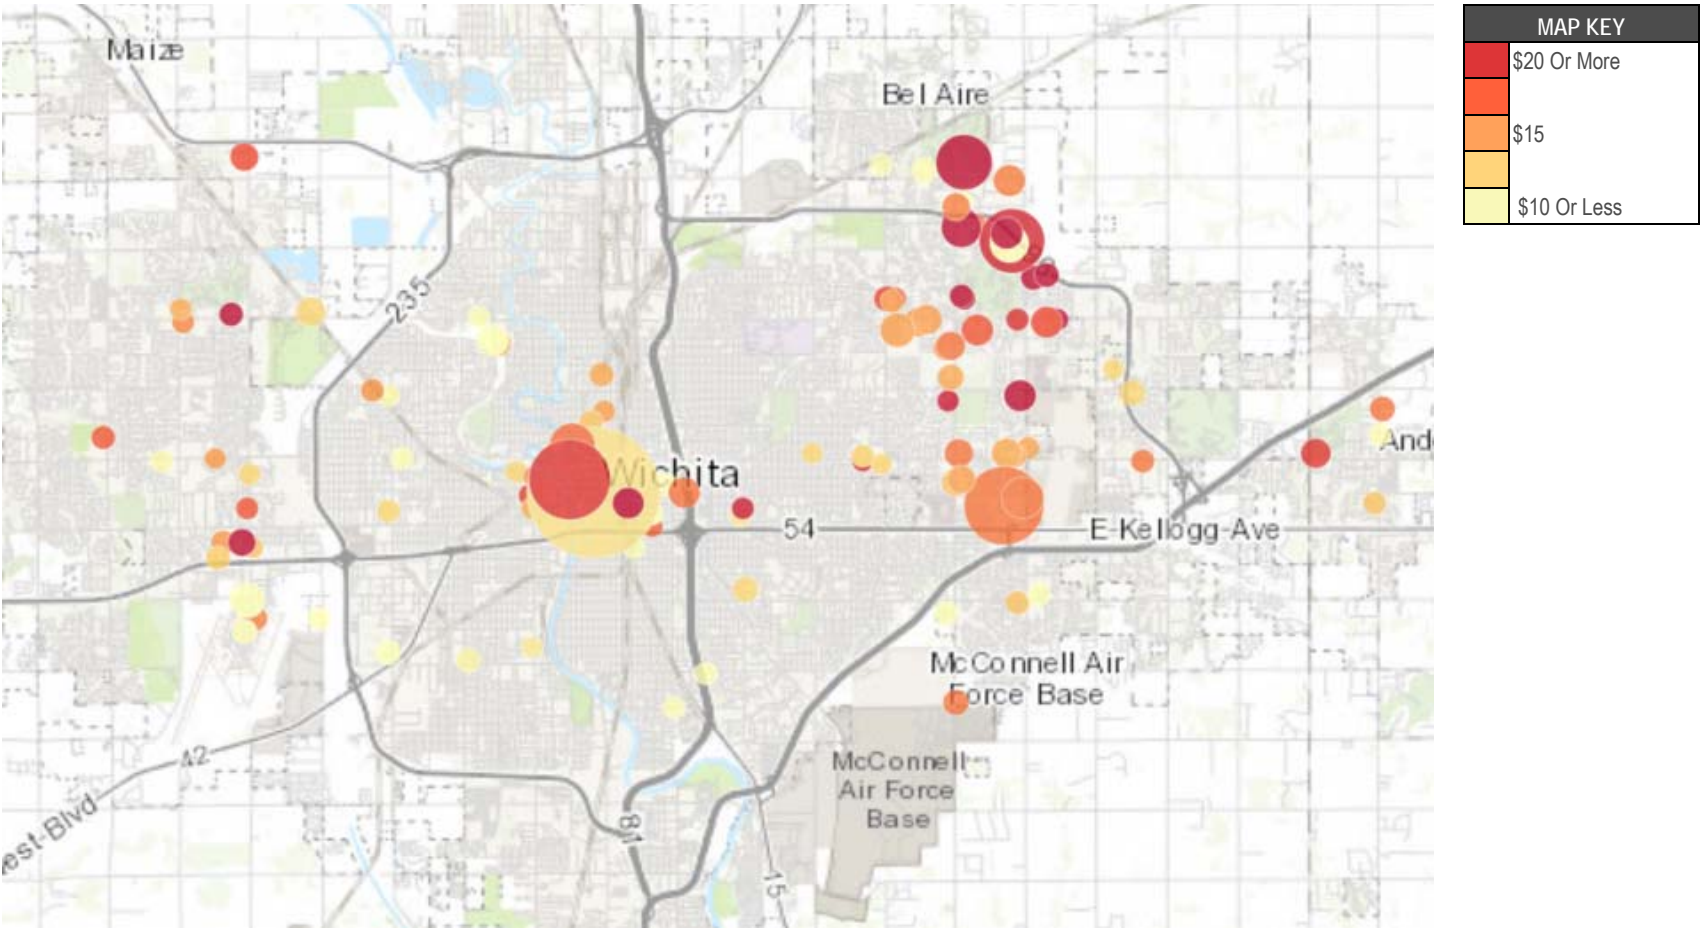 Maize
Bel Aire
235
Wichita
And
54
E-Kellogg-Ave
McConnell Air
Force Base
McConnell
Air Force
Base
42
est-Blvd
81
15
MAP KEY
$20 Or More
$15
$10 Or Less